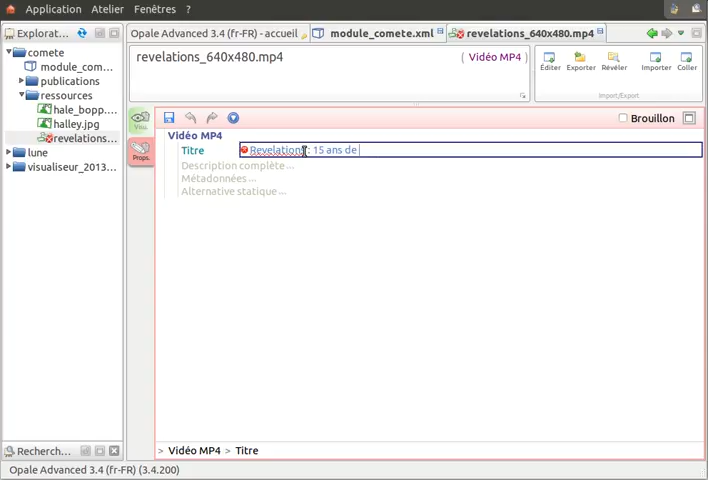 Application Atelier Fenêtres ?
Explorat...
Opale Advanced 3.4 (fr-FR) - accueil
module_comete.xml
revelations_640x480.mp4
comete
module_com...
publications
ressources
hale_bopp....
halley.jpg
revelations...
lune
visualiseur_2013...
revelations_640x480.mp4
( Vidéo MP4 )
Éditer Exporter Révéler Importer Coller
Import/Export
Visu.
Props.
Brouillon
Vidéo MP4
Titre
Revelations : 15 ans de
Description complète ...
Métadonnées ...
Alternative statique ...
Recherch...
> Vidéo MP4 > Titre
Opale Advanced 3.4 (fr-FR) (3.4.200)